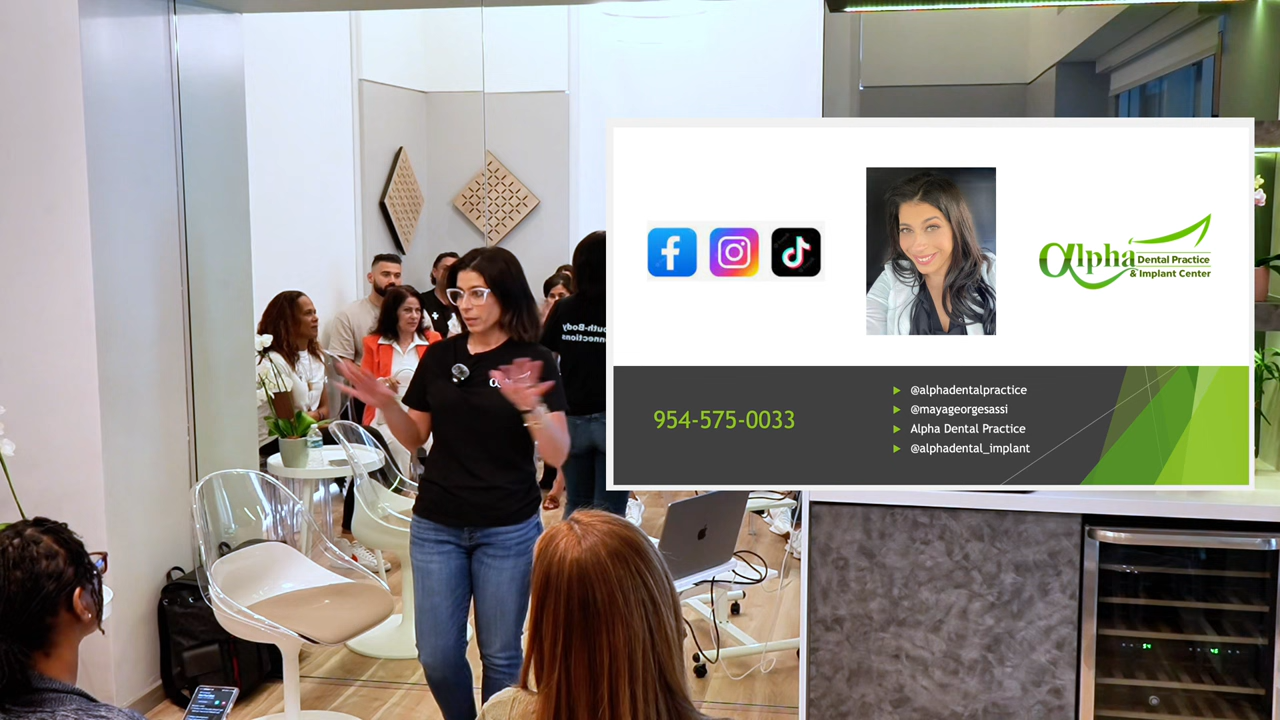 alpha
Dental Practice
& Implant Center
954-575-0033
@alphadentalpractice
@mayageorgesassi
Alpha Dental Practice
@alphadental_implant